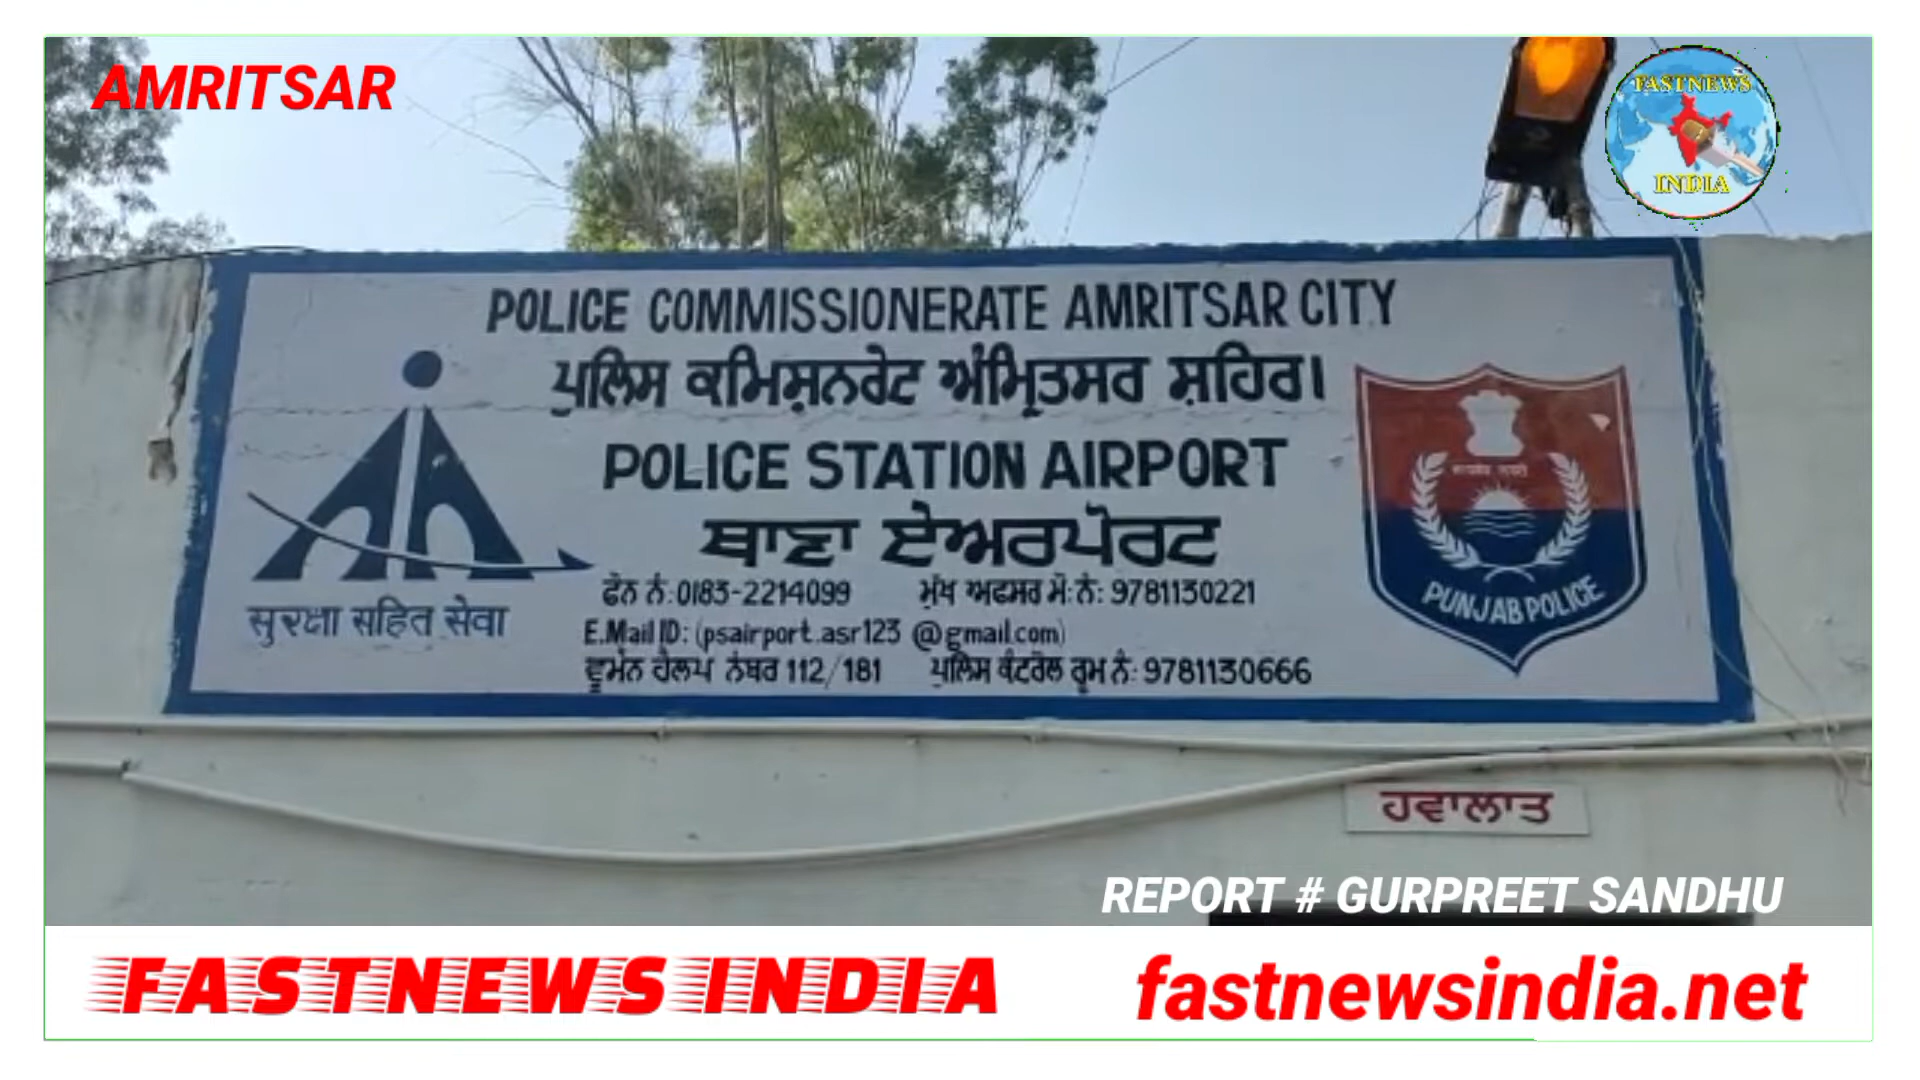 AMRITSAR
FASTNEWS
INDIA
POLICE COMMISSIONERATE AMRITSAR CITY
ਪੁਲਿਸ ਕਮਿਸ਼ਨਰੇਟ ਅੰਮ੍ਰਿਤਸਰ ਸ਼ਹਿਰ।
POLICE STATION AIRPORT
ਥਾਣਾ ਏਅਰਪੋਰਟ
ਫੋਨ ਨੰ:0183-2214099 ਮੁੱਖ ਅਫਸਰ ਮੋ:ਨੰ: 9781130221
E.Mail ID: (psairport.asr123 @gmail.com)
ਵੂਮੈਨ ਹੈਲਪ ਨੰਬਰ 112/181 ਪੁਲਿਸ ਕੰਟਰੋਲ ਰੂਮ ਨੰ: 9781130666
सुरक्षा सहित सेवा
PUNJAB POLICE
ਹਵਾਲਾਤ
REPORT # GURPREET SANDHU
FASTNEWS INDIA
fastnewsindia.net